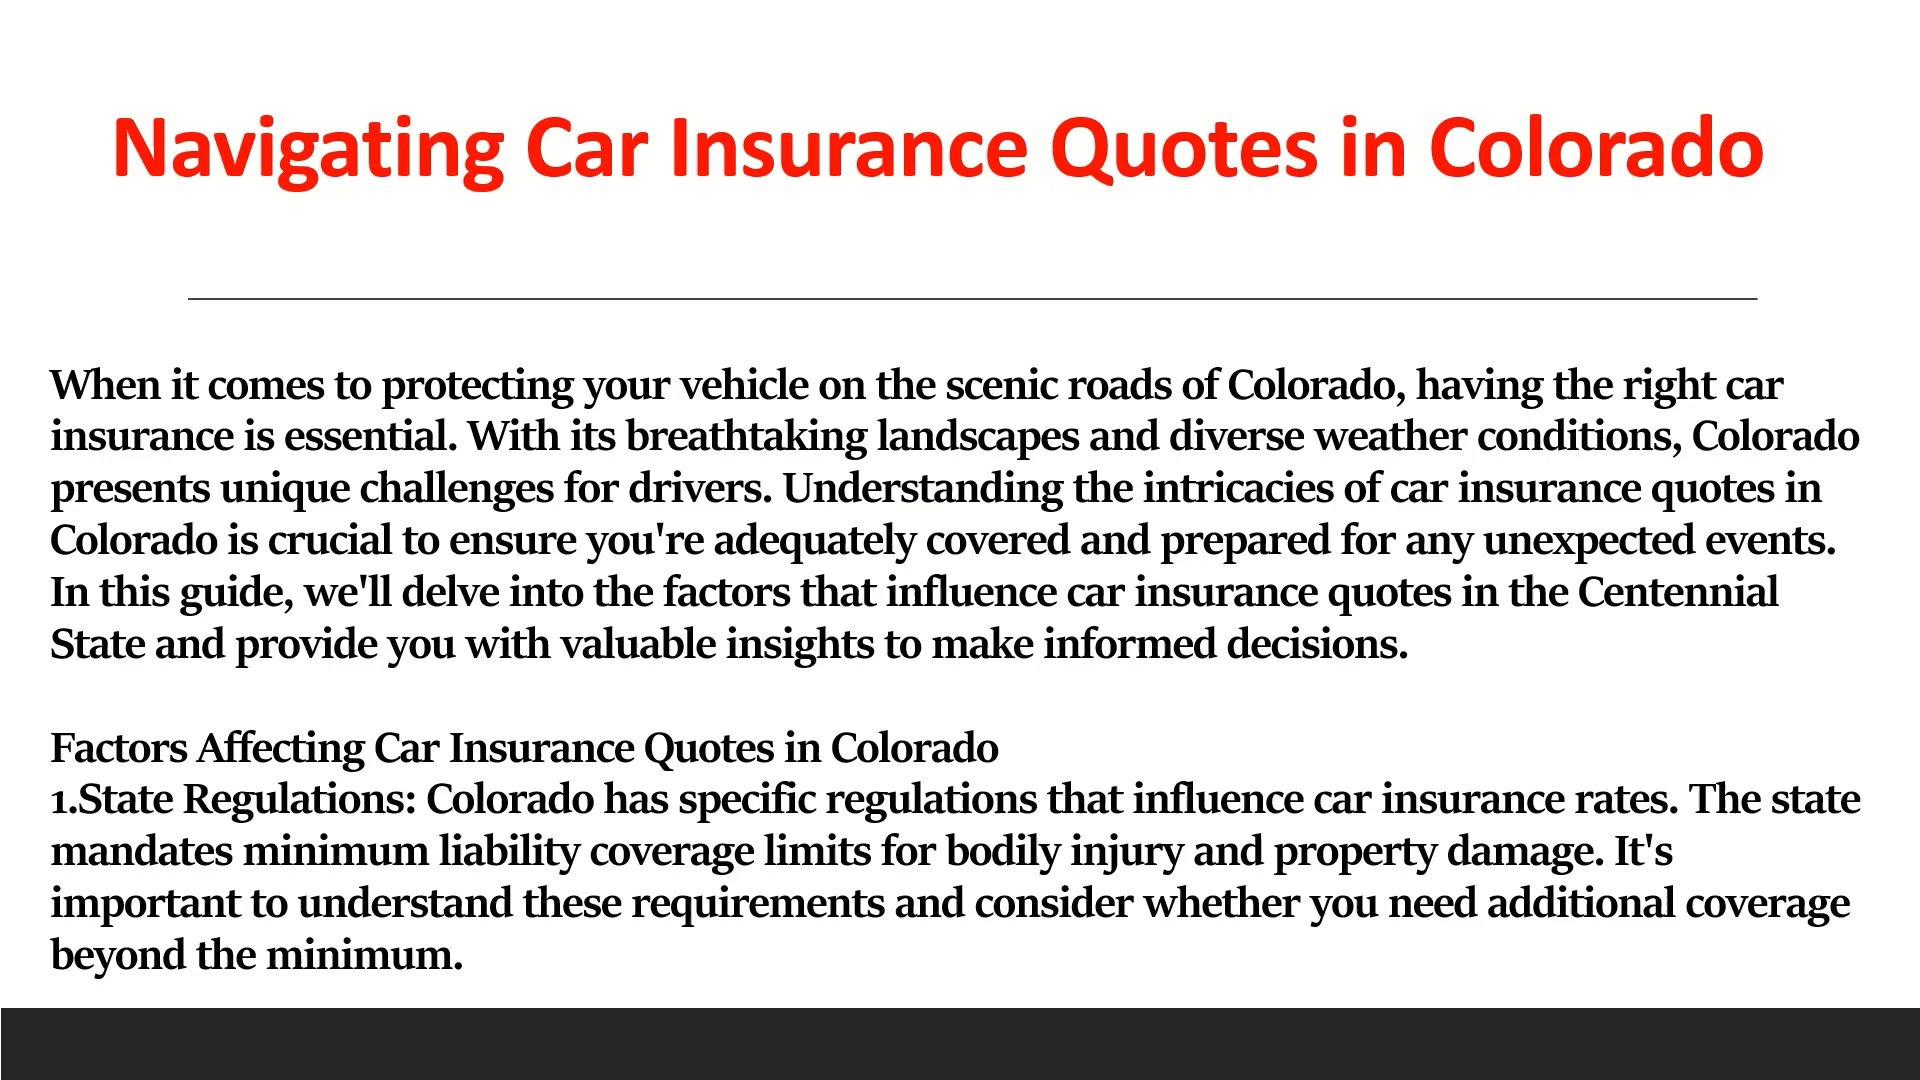 Navigating Car Insurance Quotes in Colorado
When it comes to protecting your vehicle on the scenic roads of Colorado, having the right car
insurance is essential. With its breathtaking landscapes and diverse weather conditions, Colorado
presents unique challenges for drivers. Understanding the intricacies of car insurance quotes in
Colorado is crucial to ensure you're adequately covered and prepared for any unexpected events.
In this guide, we'll delve into the factors that influence car insurance quotes in the Centennial
State and provide you with valuable insights to make informed decisions.
Factors Affecting Car Insurance Quotes in Colorado
1.State Regulations: Colorado has specific regulations that influence car insurance rates. The state
mandates minimum liability coverage limits for bodily injury and property damage. It's
important to understand these requirements and consider whether you need additional coverage
beyond the minimum.